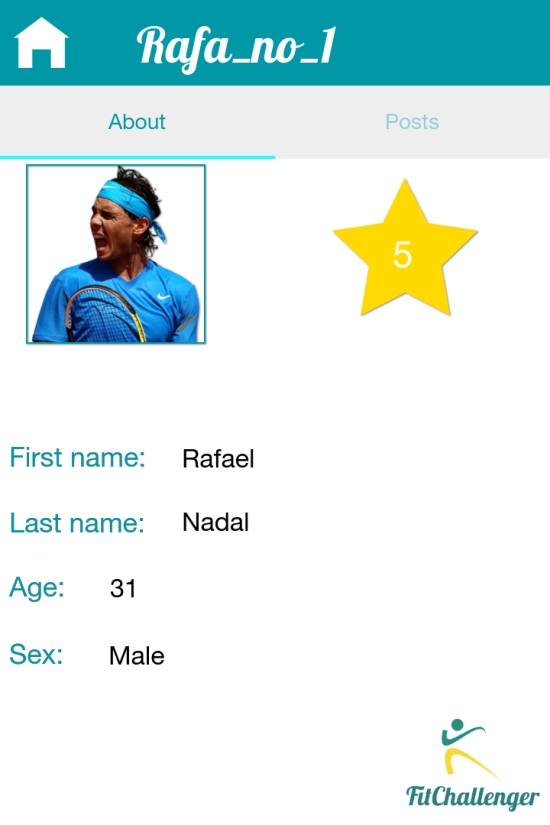 Rafa_no_1
About
Posts
5
First name: Rafael
Last name: Nadal
Age: 31
Sex: Male
FitChallenger